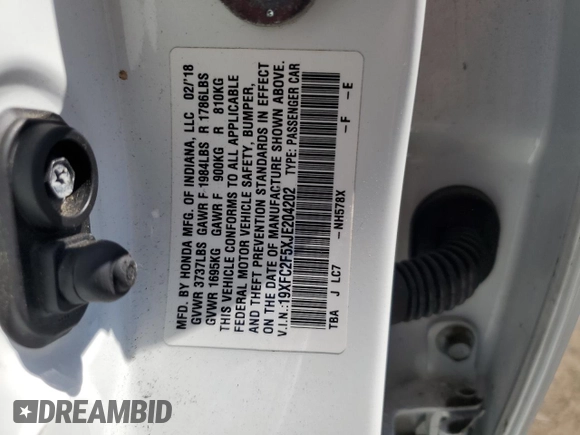 MFD. BY HONDA MFG. OF INDIANA, LLC 02/'18
GVWR 3737LBS GAWR F 1984LBS R 1786LBS
GVWR 1695KG GAWR F 900KG R 810KG
THIS VEHICLE CONFORMS TO ALL APPLICABLE
FEDERAL MOTOR VEHICLE SAFETY, BUMPER,
AND THEFT PREVENTION STANDARDS IN EFFECT
ON THE DATE OF MANUFACTURE SHOWN ABOVE.
V.I.N.:19XFC2F5XJE204202 TYPE: PASSENGER CAR
TBA J LC7 -NH578X -F -E
DREAMBID